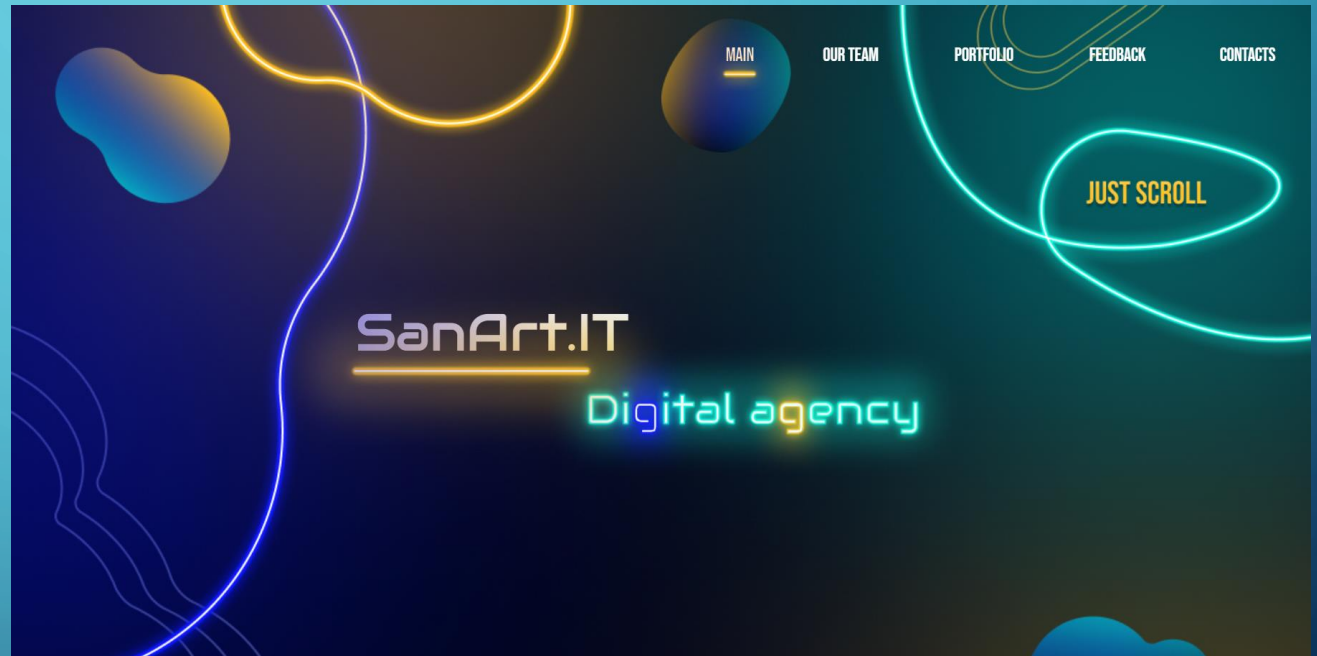 MAIN OUR TEAM PORTFOLIO FEEDBACK CONTACTS
JUST SCROLL
SanArt.IT
Digital agency